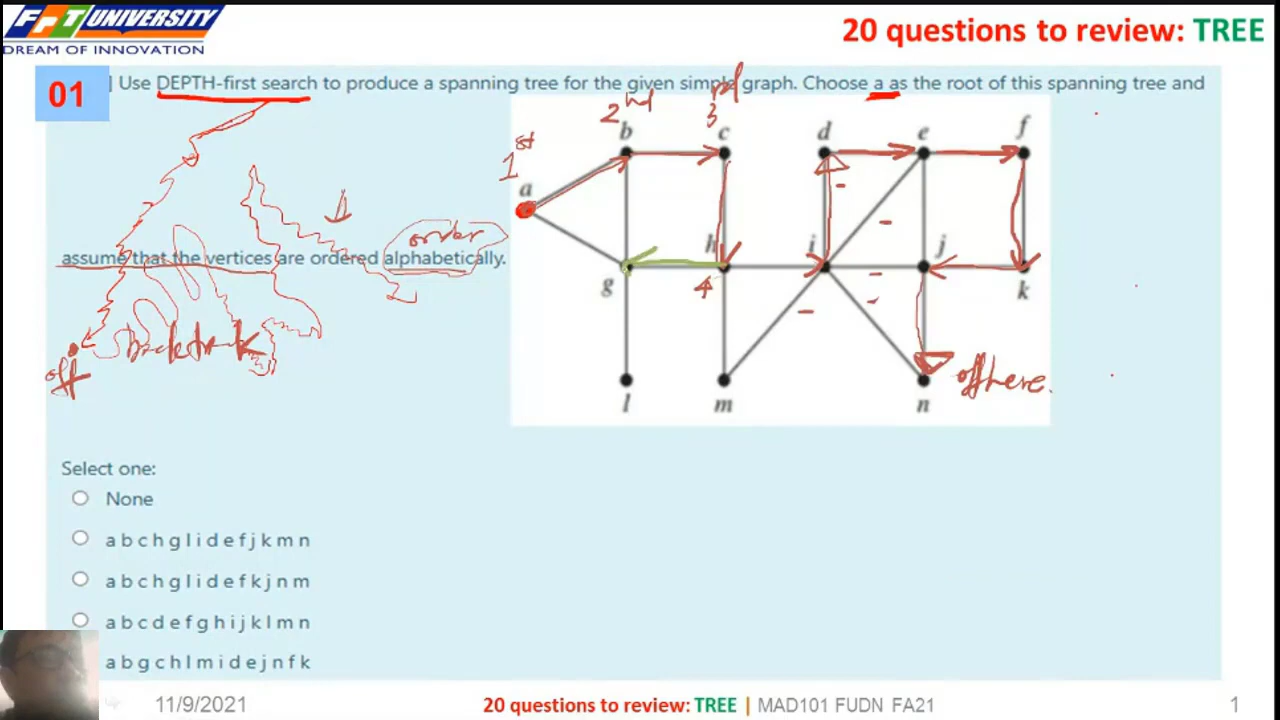 FPT UNIVERSITY
DREAM OF INNOVATION
20 questions to review: TREE
01
] Use DEPTH-first search to produce a spanning tree for the given simple graph. Choose a as the root of this spanning tree and
1st
2nd
3rd
a
b
c
d
e
f
order
assume that the vertices are ordered alphabetically.
g
h
4
i
j
k
backtrack
off
off here.
l
m
n
Select one:
None
a b c h g l i d e f j k m n
a b c h g l i d e f k j n m
a b c d e f g h i j k l m n
a b g c h l m i d e j n f k
11/9/2021
20 questions to review: TREE | MAD101 FUDN FA21
1